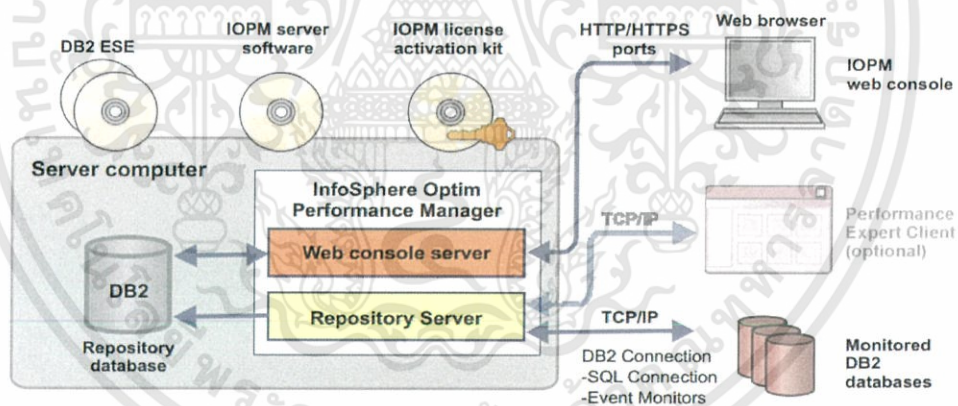 DB2 ESE
IOPM server
software
IOPM license
activation kit
HTTP/HTTPS
ports
Web browser
IOPM
web console
Server computer
InfoSphere Optim
Performance Manager
Web console server
Repository Server
DB2
Repository
database
TCP/IP
Performance
Expert Client
(optional)
TCP/IP
DB2 Connection
-SQL Connection
-Event Monitors
Monitored
DB2
databases